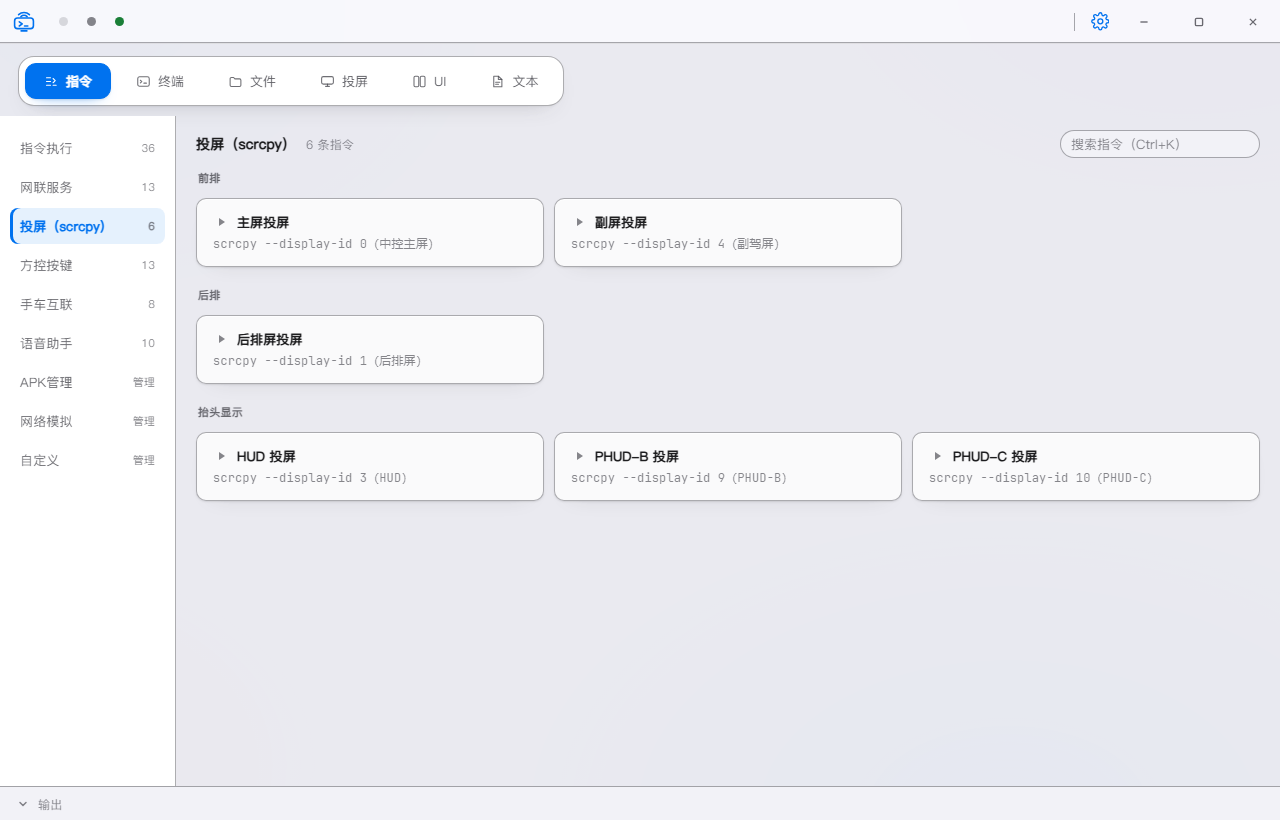 指令
终端
文件
投屏
UI
文本
指令执行 36
网联服务 13
投屏（scrcpy） 6
方控按键 13
手车互联 8
语音助手 10
APK管理 管理
网络模拟 管理
自定义 管理
投屏（scrcpy） 6 条指令
搜索指令（Ctrl+K）
前排
主屏投屏
scrcpy --display-id 0 (中控主屏)
副屏投屏
scrcpy --display-id 4 (副驾屏)
后排
后排屏投屏
scrcpy --display-id 1 (后排屏)
抬头显示
HUD 投屏
scrcpy --display-id 3 (HUD)
PHUD-B 投屏
scrcpy --display-id 9 (PHUD-B)
PHUD-C 投屏
scrcpy --display-id 10 (PHUD-C)
输出